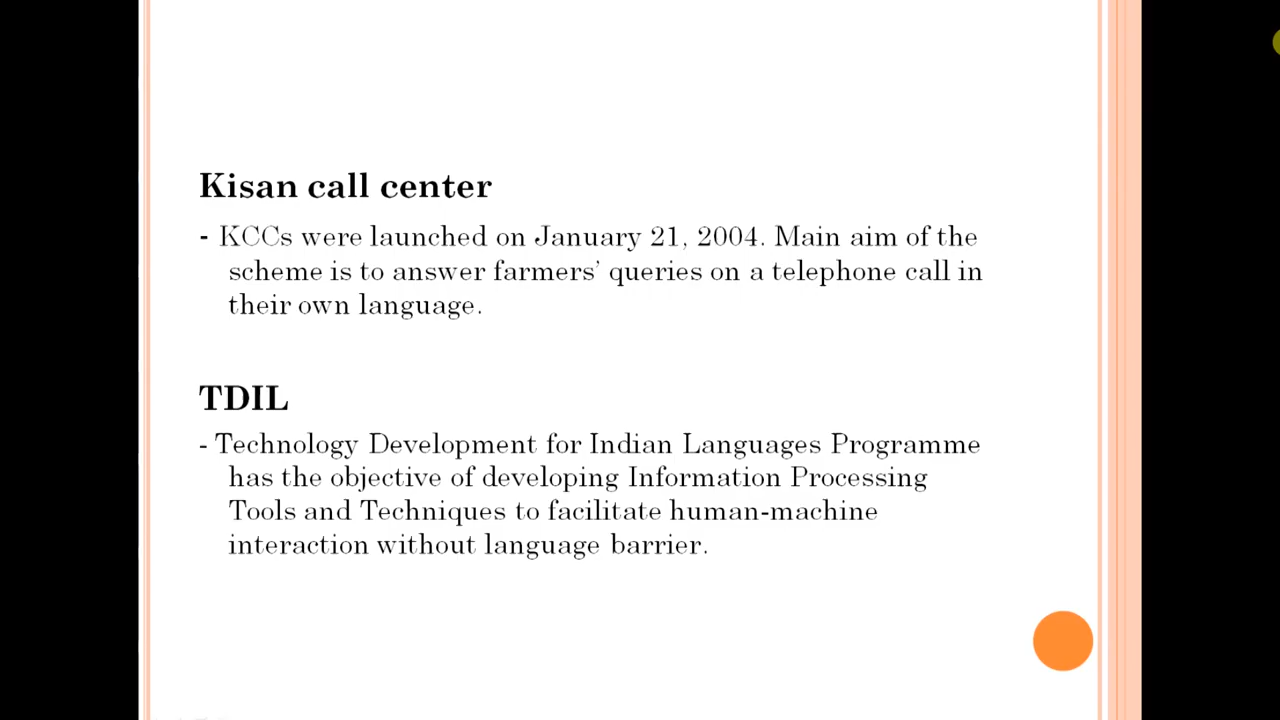 Kisan call center
- KCCs were launched on January 21, 2004. Main aim of the
scheme is to answer farmers’ queries on a telephone call in
their own language.
TDIL
- Technology Development for Indian Languages Programme
has the objective of developing Information Processing
Tools and Techniques to facilitate human-machine
interaction without language barrier.